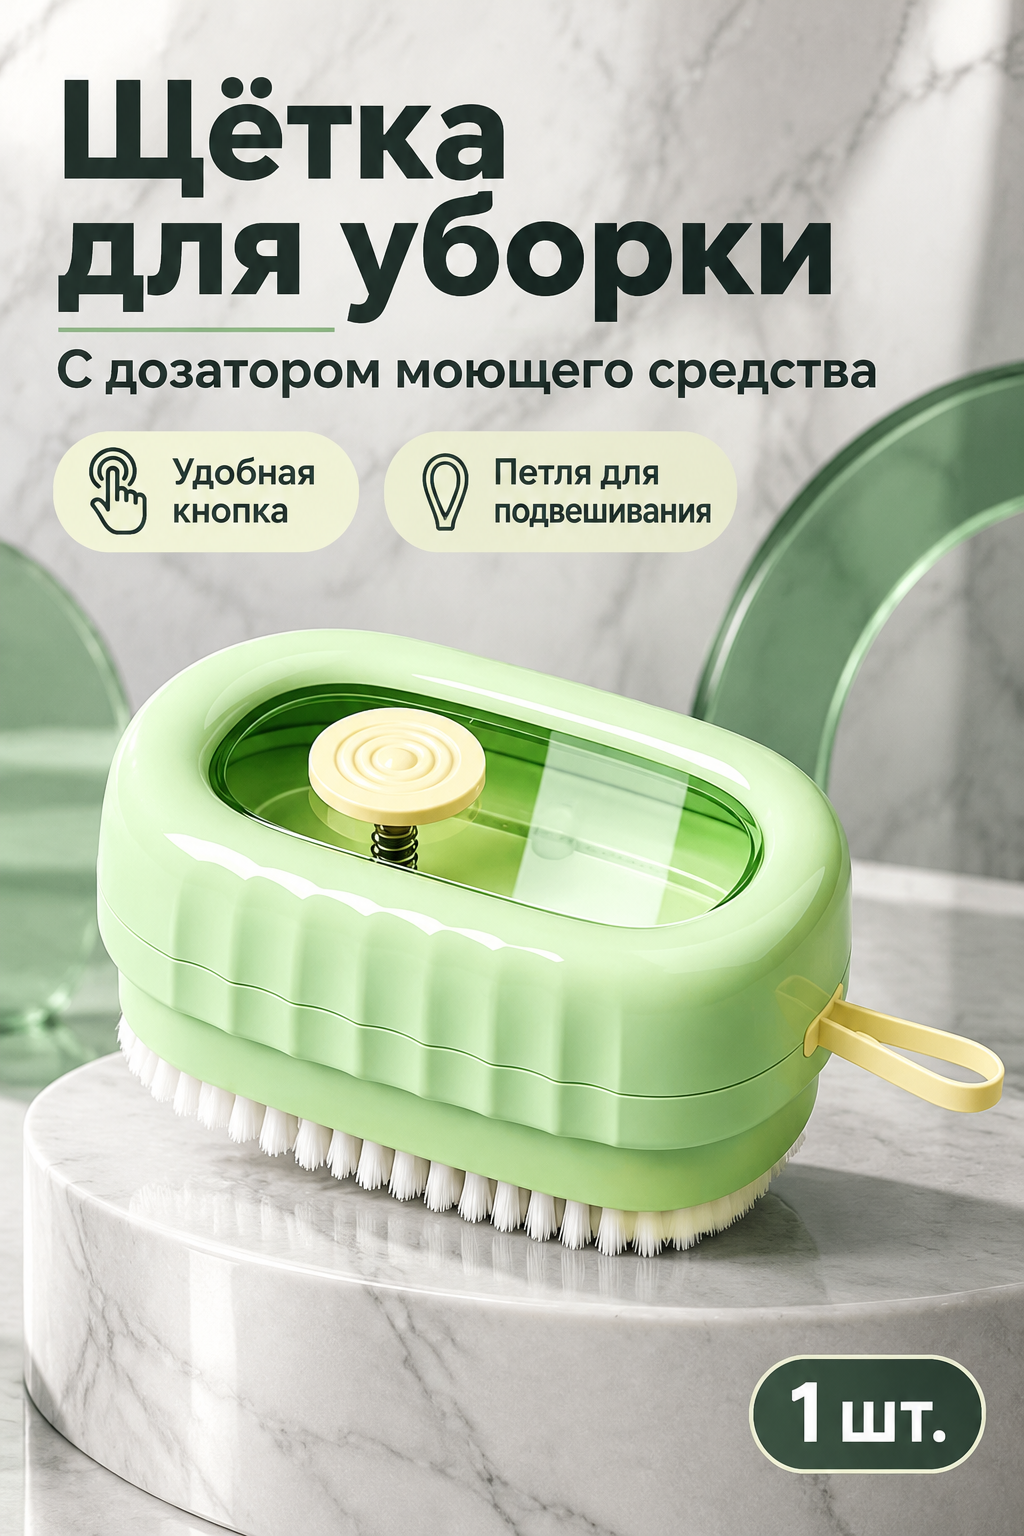 Щётка
для уборки
С дозатором моющего средства
Удобная
кнопка
Петля для
подвешивания
1 шт.